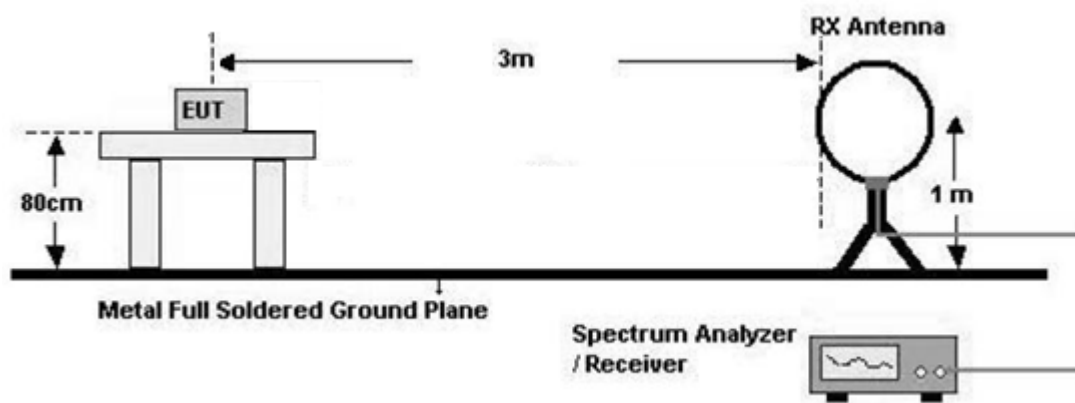 RX Antenna
3m
EUT
80cm
1 m
Metal Full Soldered Ground Plane
Spectrum Analyzer
/ Receiver